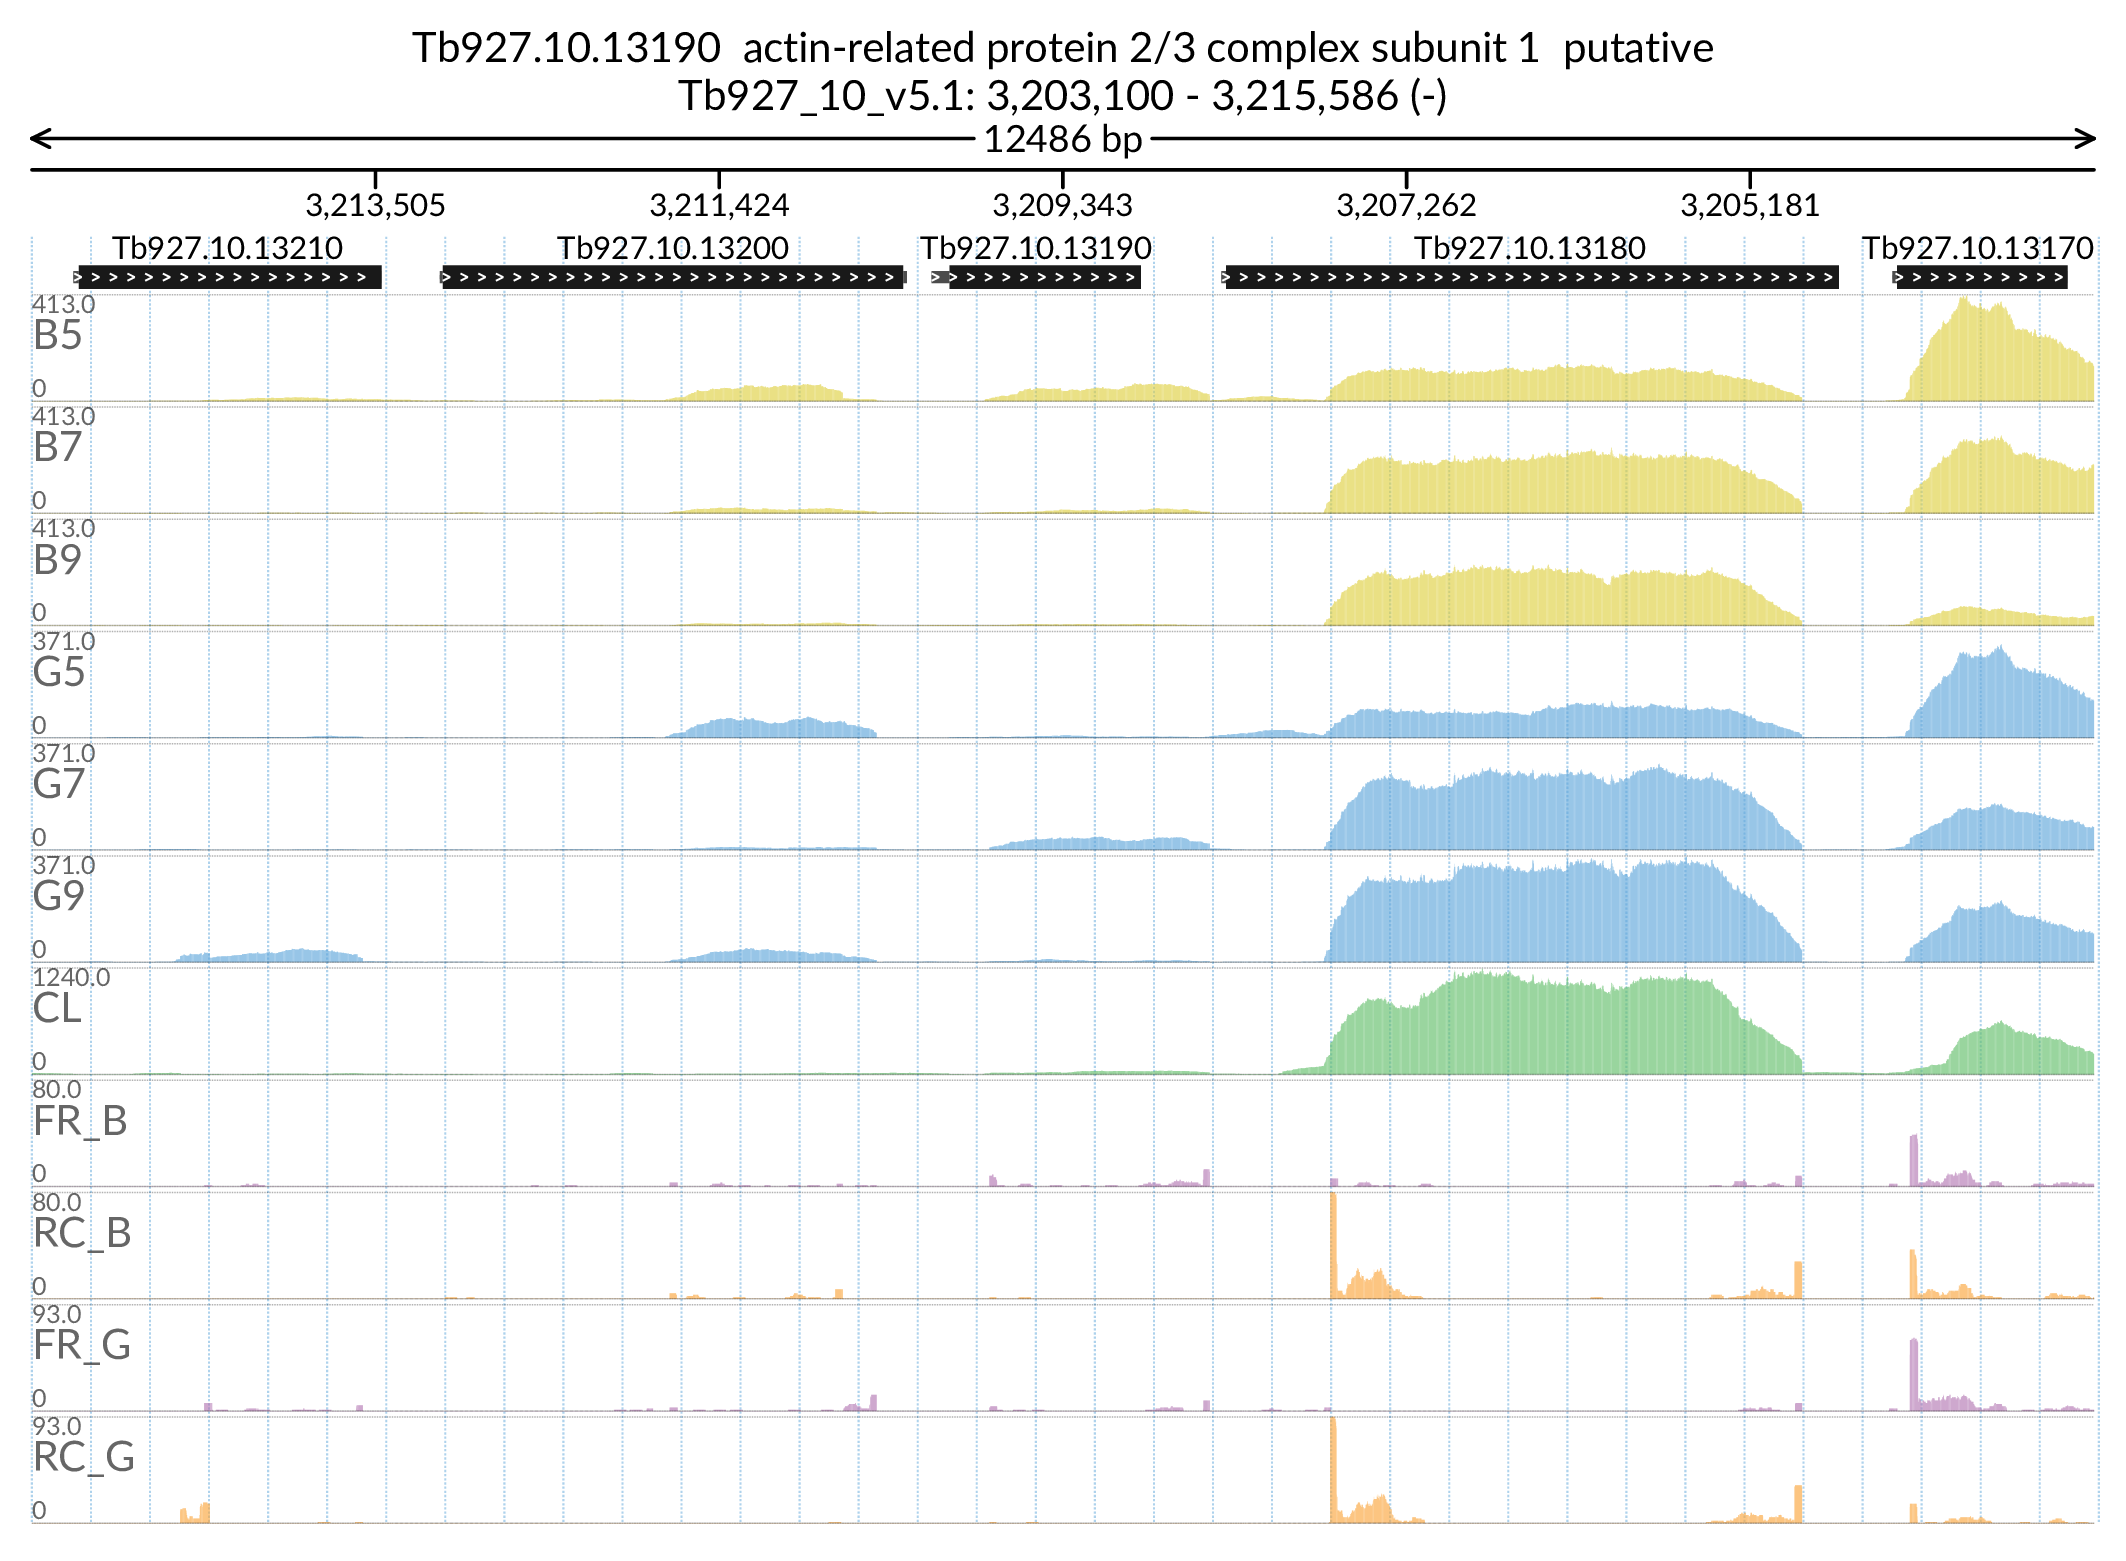 Tb927.10.13190  actin-related protein 2/3 complex subunit 1  putative
Tb927_10_v5.1: 3,203,100 - 3,215,586 (-)
12486 bp
3,213,505 3,211,424 3,209,343 3,207,262 3,205,181
Tb927.10.13210 Tb927.10.13200 Tb927.10.13190 Tb927.10.13180 Tb927.10.13170
413.0
B5
0
413.0
B7
0
413.0
B9
0
371.0
G5
0
371.0
G7
0
371.0
G9
0
1240.0
CL
0
80.0
FR_B
0
80.0
RC_B
0
93.0
FR_G
0
93.0
RC_G
0